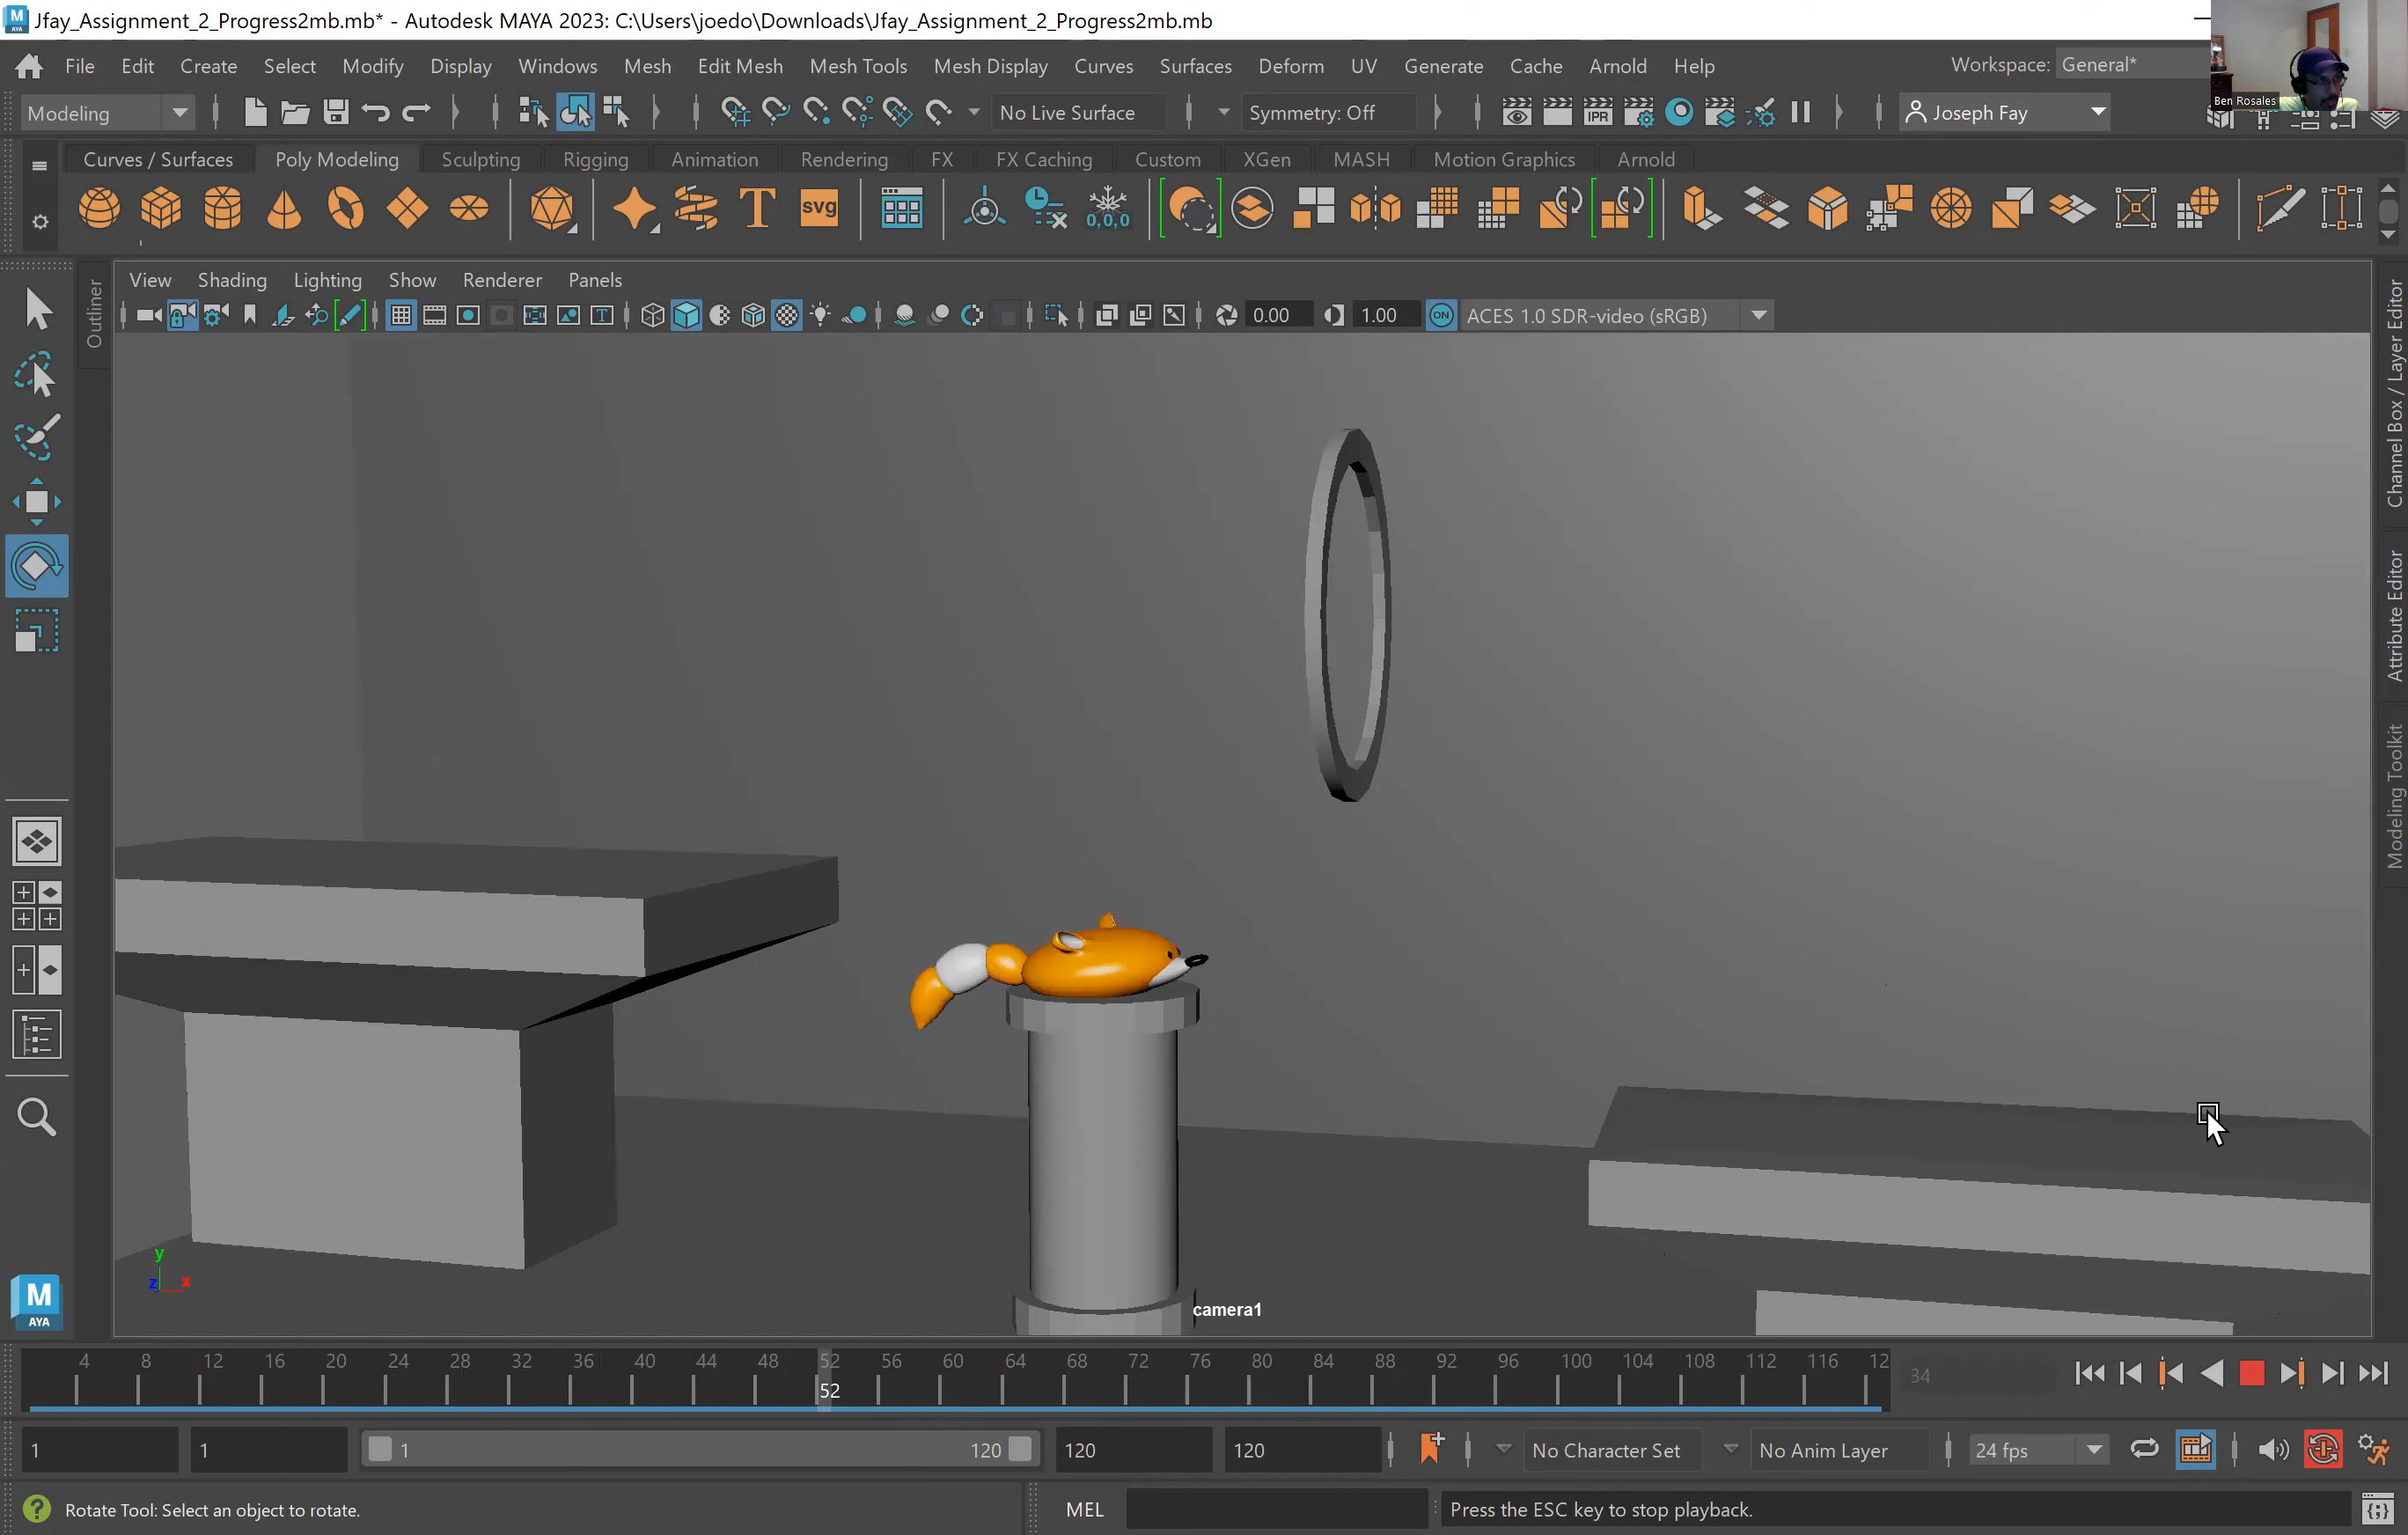 Jfay_Assignment_2_Progress2mb.mb* - Autodesk MAYA 2023: C:\Users\joedo\Downloads\Jfay_Assignment_2_Progress2mb.mb
File Edit Create Select Modify Display Windows Mesh Edit Mesh Mesh Tools Mesh Display Curves Surfaces Deform UV Generate Cache Arnold Help
Workspace: General*
Ben Rosales
Modeling
No Live Surface
Symmetry: Off
IPR
Joseph Fay
Curves / Surfaces Poly Modeling Sculpting Rigging Animation Rendering FX FX Caching Custom XGen MASH Motion Graphics Arnold
T
svg
0,0,0
View Shading Lighting Show Renderer Panels
0.00
1.00
ON
ACES 1.0 SDR-video (sRGB)
Outliner
Channel Box / Layer Editor
Attribute Editor
Modeling Toolkit
y
z x
camera1
M
AYA
4 8 12 16 20 24 28 32 36 40 44 48 52 56 60 64 68 72 76 80 84 88 92 96 100 104 108 112 116 12
52
34
1
1
1
120
120
120
No Character Set
No Anim Layer
24 fps
Rotate Tool: Select an object to rotate.
MEL
Press the ESC key to stop playback.